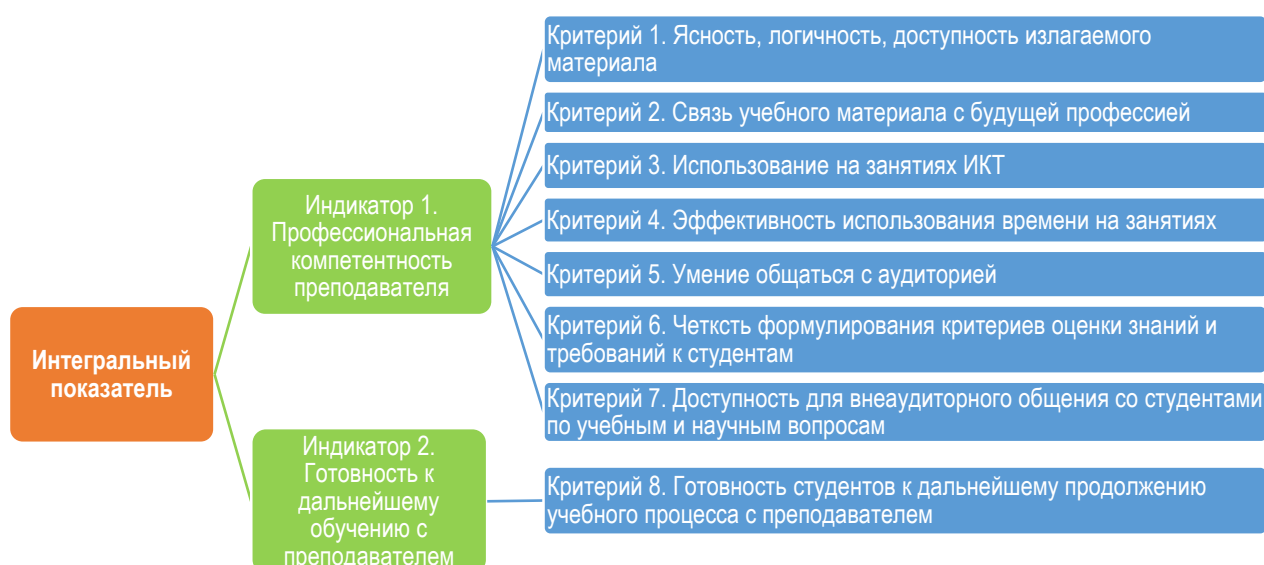 Интегральный
показатель
Индикатор 1.
Профессиональная
компетентность
преподавателя
Критерий 1. Ясность, логичность, доступность излагаемого
материала
Критерий 2. Связь учебного материала с будущей профессией
Критерий 3. Использование на занятиях ИКТ
Критерий 4. Эффективность использования времени на занятиях
Критерий 5. Умение общаться с аудиторией
Критерий 6. Четксть формулирования критериев оценки знаний и
требований к студентам
Критерий 7. Доступность для внеаудиторного общения со студентами
по учебным и научным вопросам
Индикатор 2.
Готовность к
дальнейшему
обучению с
преподавателем
Критерий 8. Готовность студентов к дальнейшему продолжению
учебного процесса с преподавателем